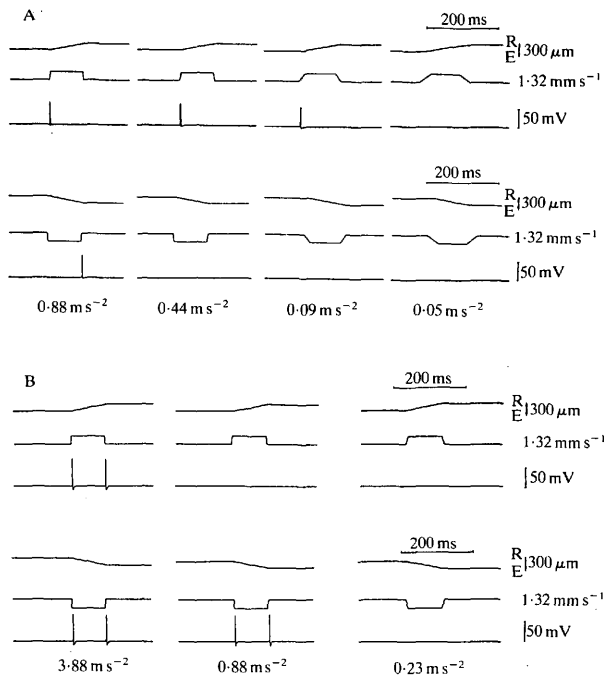 A
200 ms
R
E
300 μm
1·32 mm s⁻¹
50 mV
200 ms
R
E
300 μm
1·32 mm s⁻¹
50 mV
0·88 m s⁻² 0·44 m s⁻² 0·09 m s⁻² 0·05 m s⁻²
B
200 ms
R
E
300 μm
1·32 mm s⁻¹
50 mV
200 ms
R
E
300 μm
1·32 mm s⁻¹
50 mV
3·88 m s⁻² 0·88 m s⁻² 0·23 m s⁻²